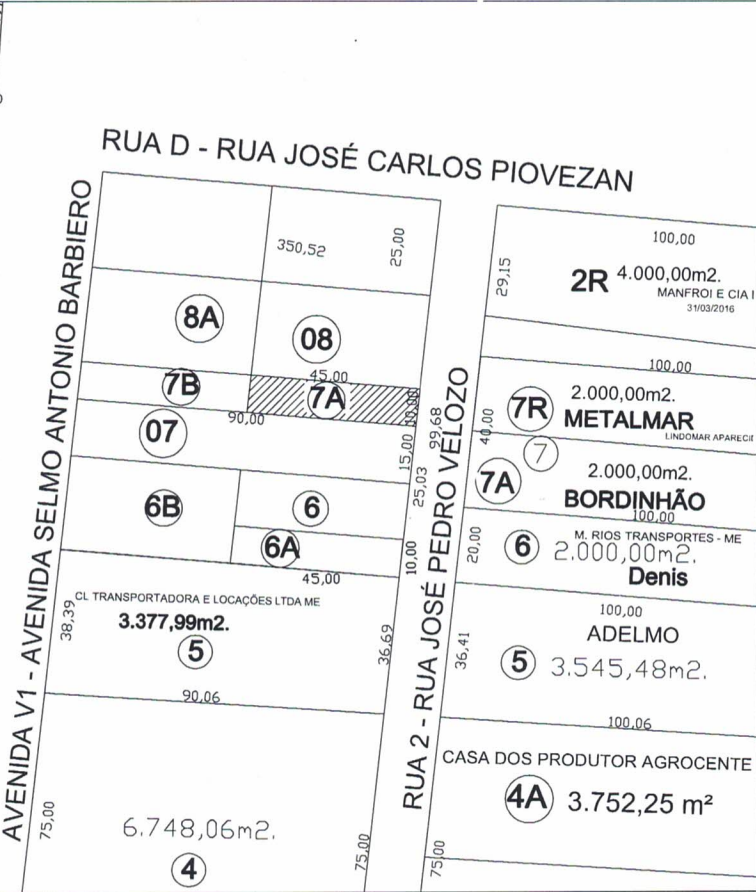 RUA D - RUA JOSÉ CARLOS PIOVEZAN
AVENIDA V1 - AVENIDA SELMO ANTONIO BARBIERO
350,52
25,00
8A
08
7B
45,00
7A
10,00
90,00
07
15,00
99,68
25,03
6B
6
6A
10,00
45,00
CL TRANSPORTADORA E LOCAÇÕES LTDA ME
3.377,99m2.
5
38,39
36,69
90,06
75,00
6.748,06m2.
4
75,00
RUA 2 - RUA JOSÉ PEDRO VELOZO
100,00
29,15
2R 4.000,00m2.
MANFROI E CIA
31/03/2016
100,00
2.000,00m2.
7R METALMAR
LINDOMAR APARECI
40,00
7
2.000,00m2.
7A BORDINHÃO
100,00
M. RIOS TRANSPORTES - ME
20,00
6 2.000,00m2.
Denis
100,00
ADELMO
36,41
5 3.545,48m2.
100,06
CASA DOS PRODUTOR AGROCENTE
4A 3.752,25 m²
75,00